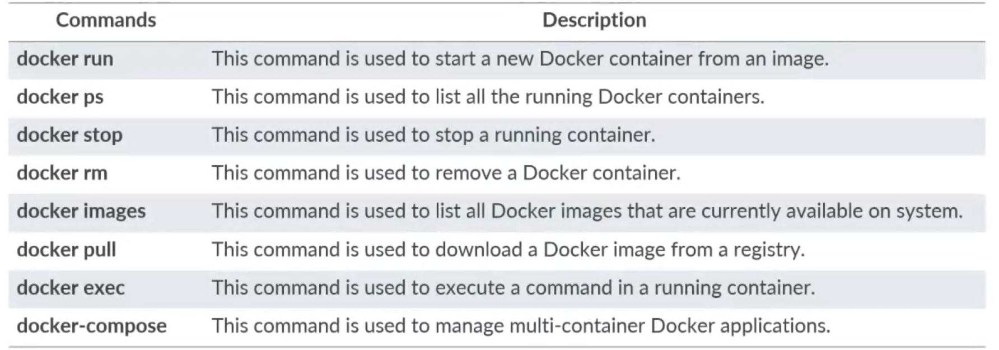 Commands Description
docker run This command is used to start a new Docker container from an image.
docker ps This command is used to list all the running Docker containers.
docker stop This command is used to stop a running container.
docker rm This command is used to remove a Docker container.
docker images This command is used to list all Docker images that are currently available on system.
docker pull This command is used to download a Docker image from a registry.
docker exec This command is used to execute a command in a running container.
docker-compose This command is used to manage multi-container Docker applications.